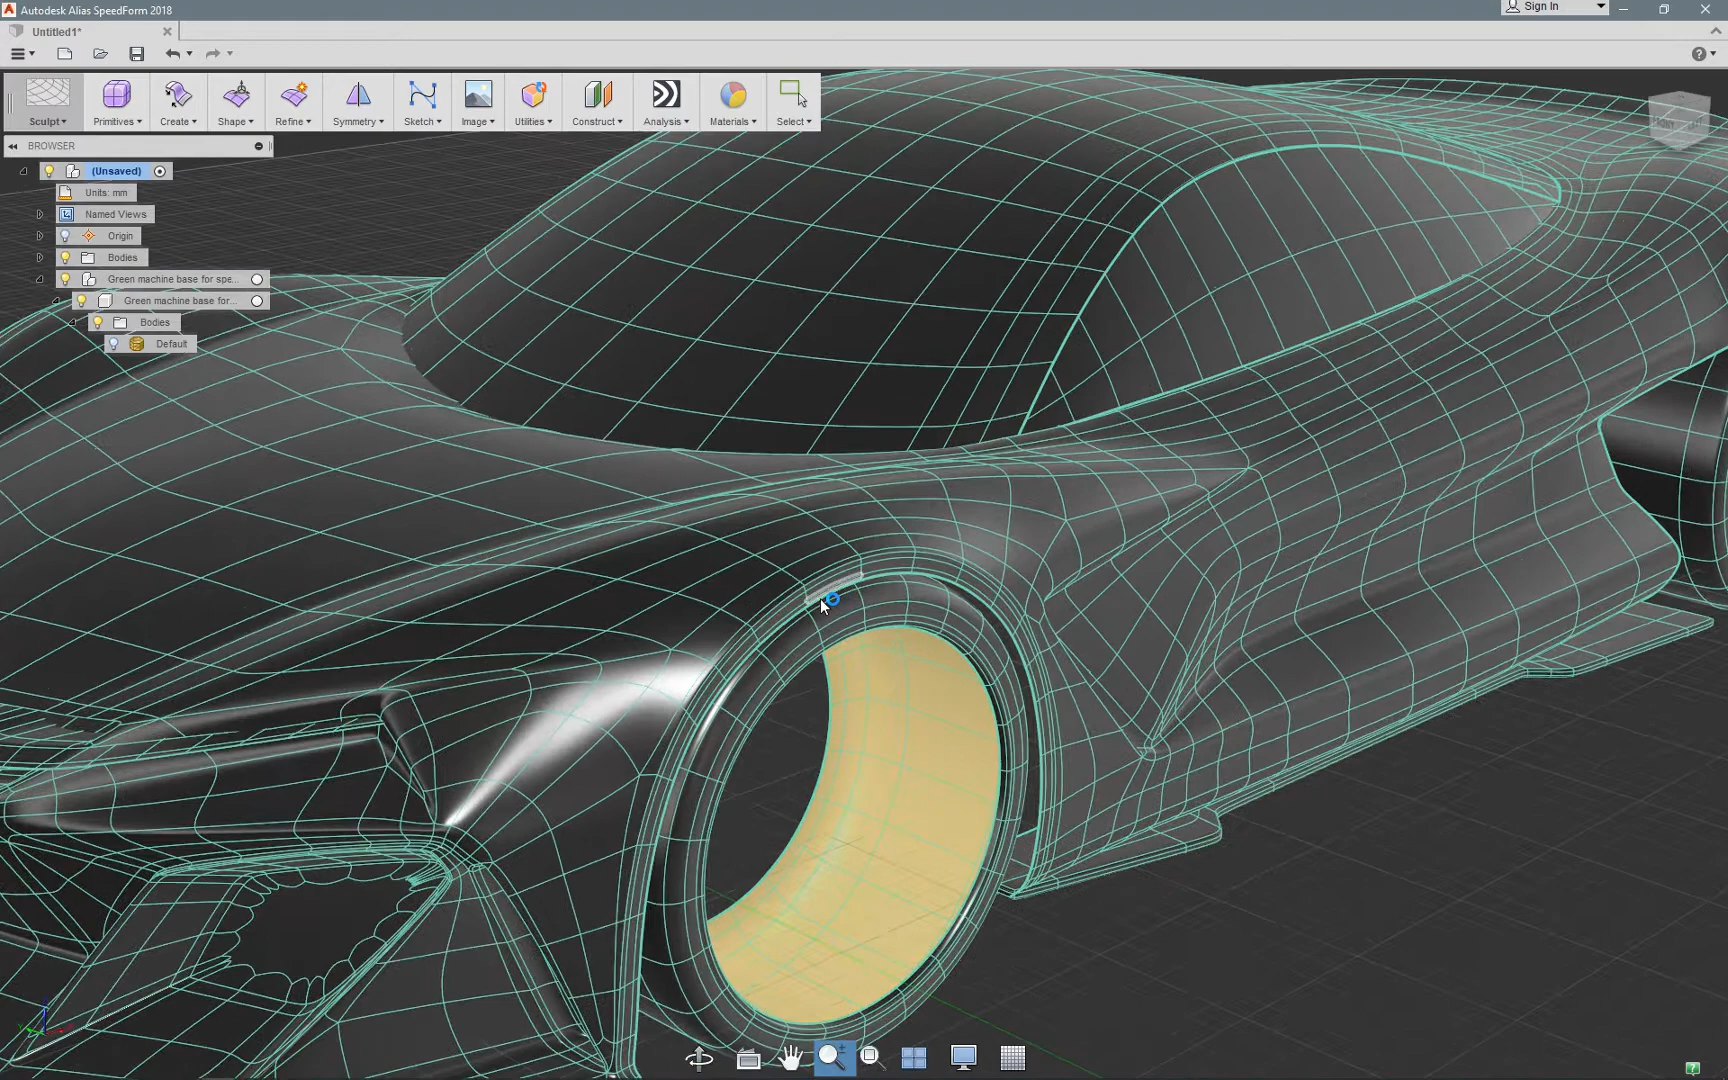 Autodesk Alias SpeedForm 2018
Sign In
Untitled1*
Sculpt
Primitives
Create
Shape
Refine
Symmetry
Sketch
Image
Utilities
Construct
Analysis
Materials
Select
BROWSER
(Unsaved)
Units: mm
Named Views
Origin
Bodies
Green machine base for spe...
Green machine base for...
Bodies
Default